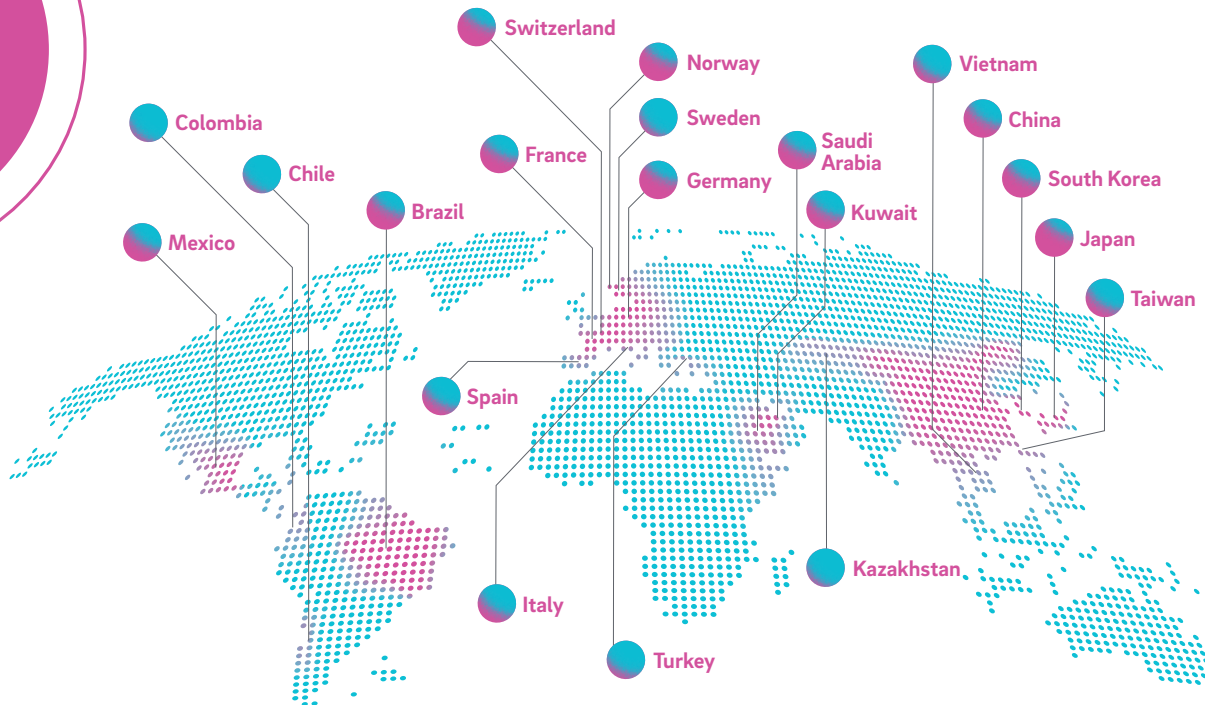 Switzerland
Norway
Vietnam
Colombia
Sweden
China
France
Saudi
Arabia
Chile
Germany
South Korea
Brazil
Kuwait
Mexico
Japan
Taiwan
Spain
Kazakhstan
Italy
Turkey